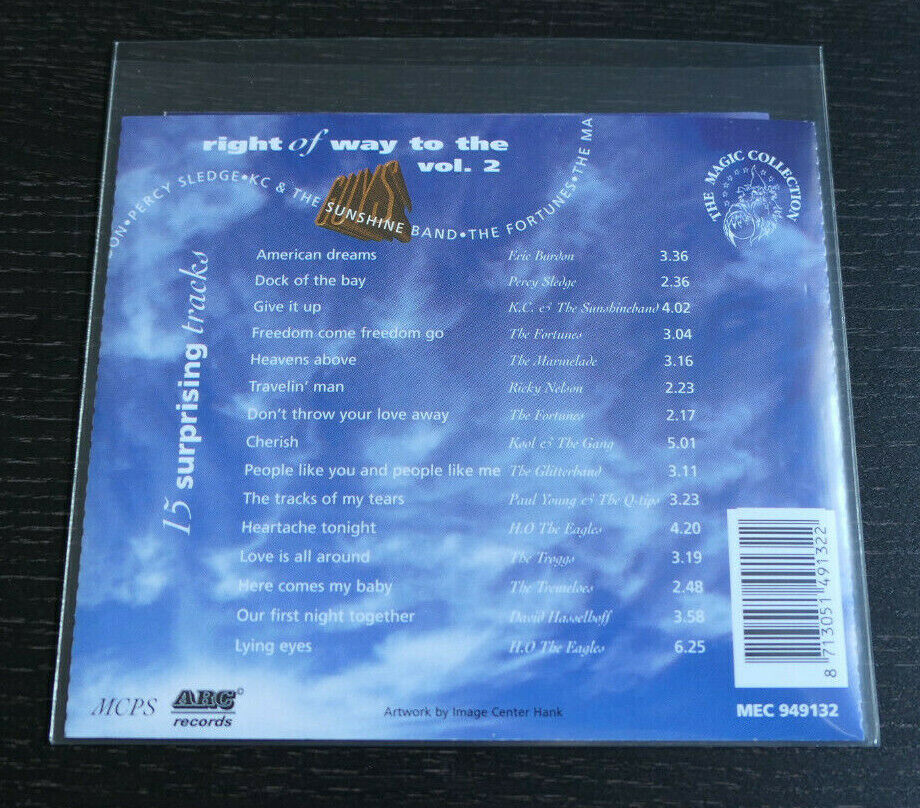 right of way to the
vol. 2
GUYS
ON•PERCY SLEDGE•KC & THE SUNSHINE BAND•THE FORTUNES•THE MA
THE MAGIC COLLECTION
15 surprising tracks
American dreams Eric Burdon 3.36
Dock of the bay Percy Sledge 2.36
Give it up K.C. & The Sunshineband 4.02
Freedom come freedom go The Fortunes 3.04
Heavens above The Marmelade 3.16
Travelin' man Ricky Nelson 2.23
Don't throw your love away The Fortunes 2.17
Cherish Kool & The Gang 5.01
People like you and people like me The Glitterband 3.11
The tracks of my tears Paul Young & The Q-tips 3.23
Heartache tonight H.O The Eagles 4.20
Love is all around The Troggs 3.19
Here comes my baby The Tremeloes 2.48
Our first night together David Hasselhoff 3.58
Lying eyes H.O The Eagles 6.25
8 713051 491322
MCPS
ARC
records
Artwork by Image Center Hank
MEC 949132